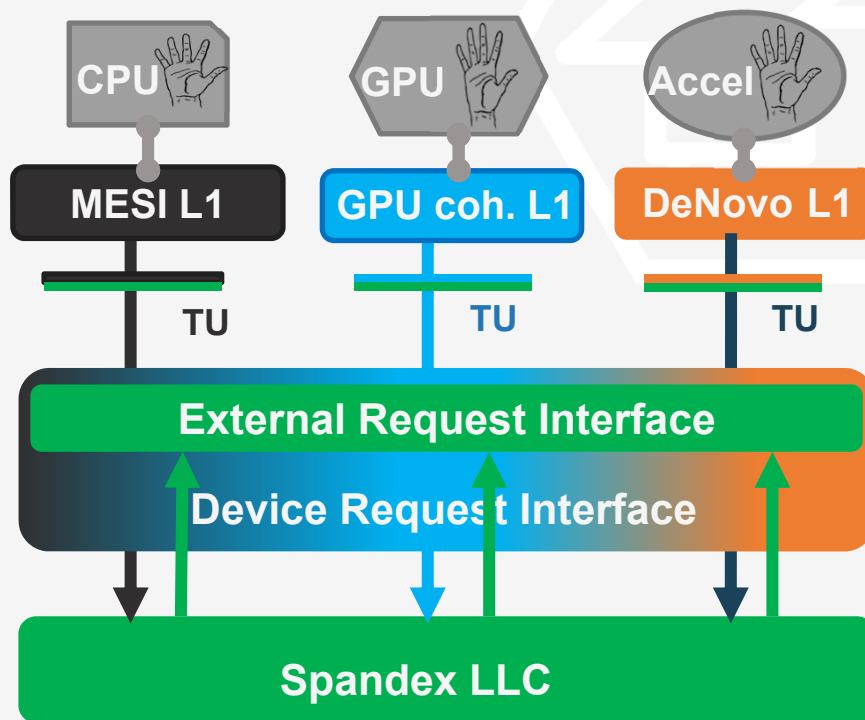 CPU
GPU
Accel
MESI L1
GPU coh. L1
DeNovo L1
TU
TU
TU
External Request Interface
Device Request Interface
Spandex LLC